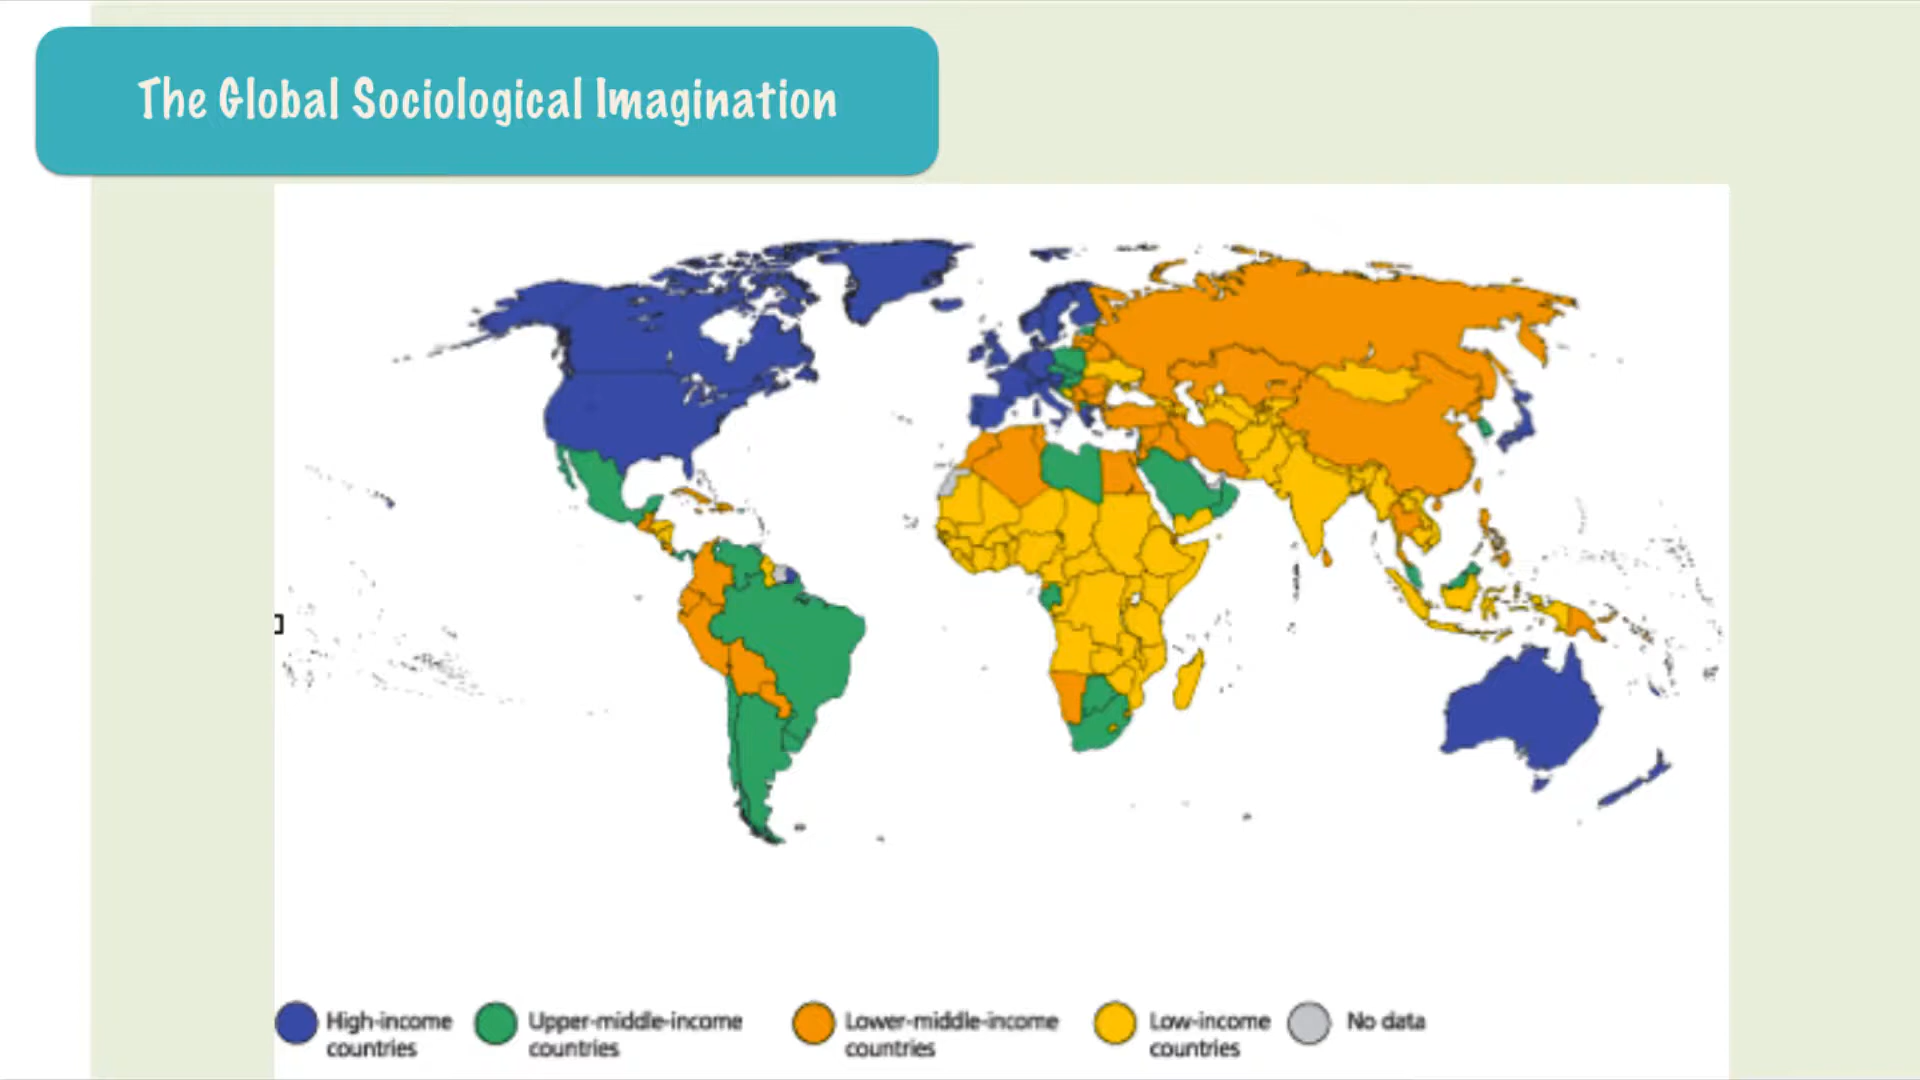 The Global Sociological Imagination
High-income
countries
Upper-middle-income
countries
Lower-middle-income
countries
Low-income
countries
No data